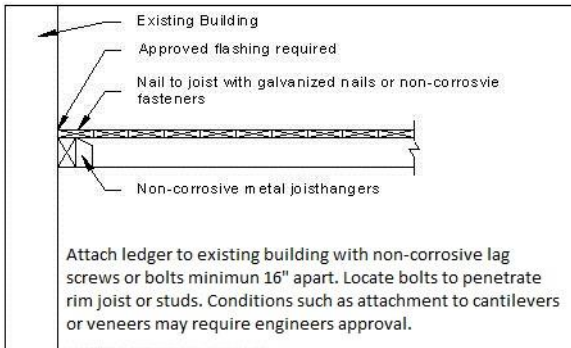 Existing Building
Approved flashing required
Nail to joist with galvanized nails or non-corrosvie
fasteners
Non-corrosive metal joisthangers
Attach ledger to existing building with non-corrosive lag
screws or bolts minimun 16" apart. Locate bolts to penetrate
rim joist or studs. Conditions such as attachment to cantilevers
or veneers may require engineers approval.